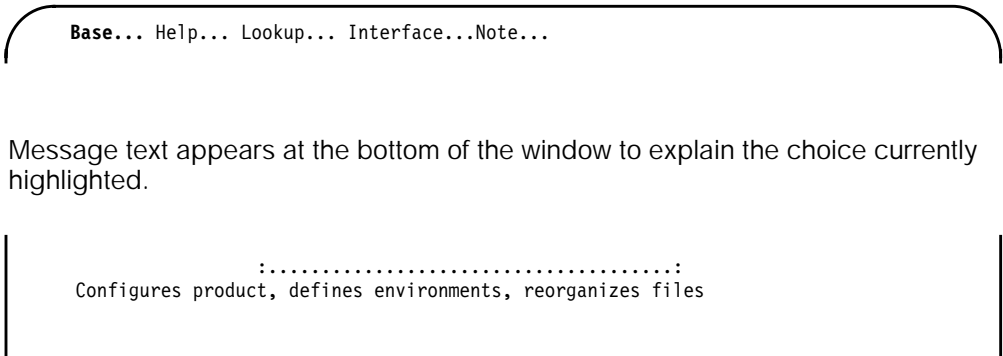 Base... Help... Lookup... Interface...Note...
Message text appears at the bottom of the window to explain the choice currently
highlighted.
:......................................:
Configures product, defines environments, reorganizes files